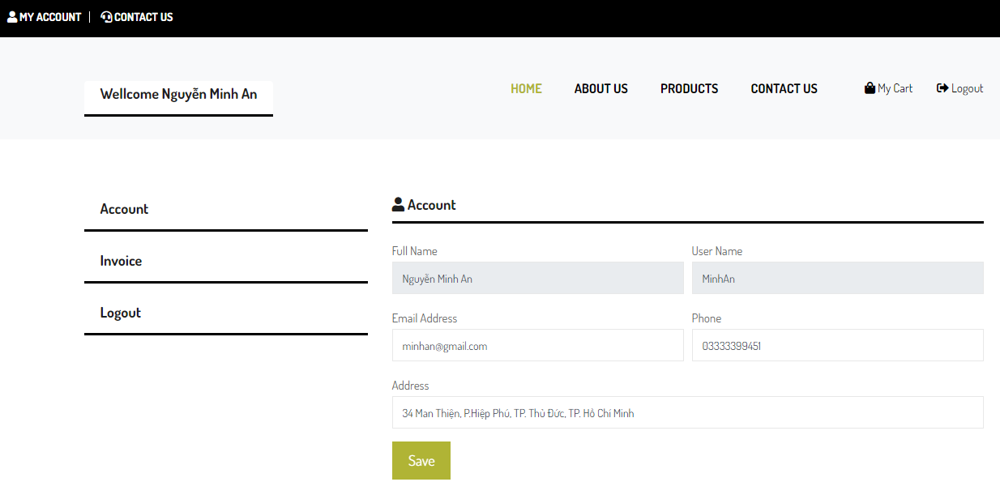 MY ACCOUNT | CONTACT US
Wellcome Nguyễn Minh An
HOME ABOUT US PRODUCTS CONTACT US My Cart Logout
Account
Invoice
Logout
Account
Full Name User Name
Nguyễn Minh An MinhAn
Email Address Phone
minhan@gmail.com 03333399451
Address
34 Man Thiện, P.Hiệp Phú, TP. Thủ Đức, TP. Hồ Chí Minh
Save